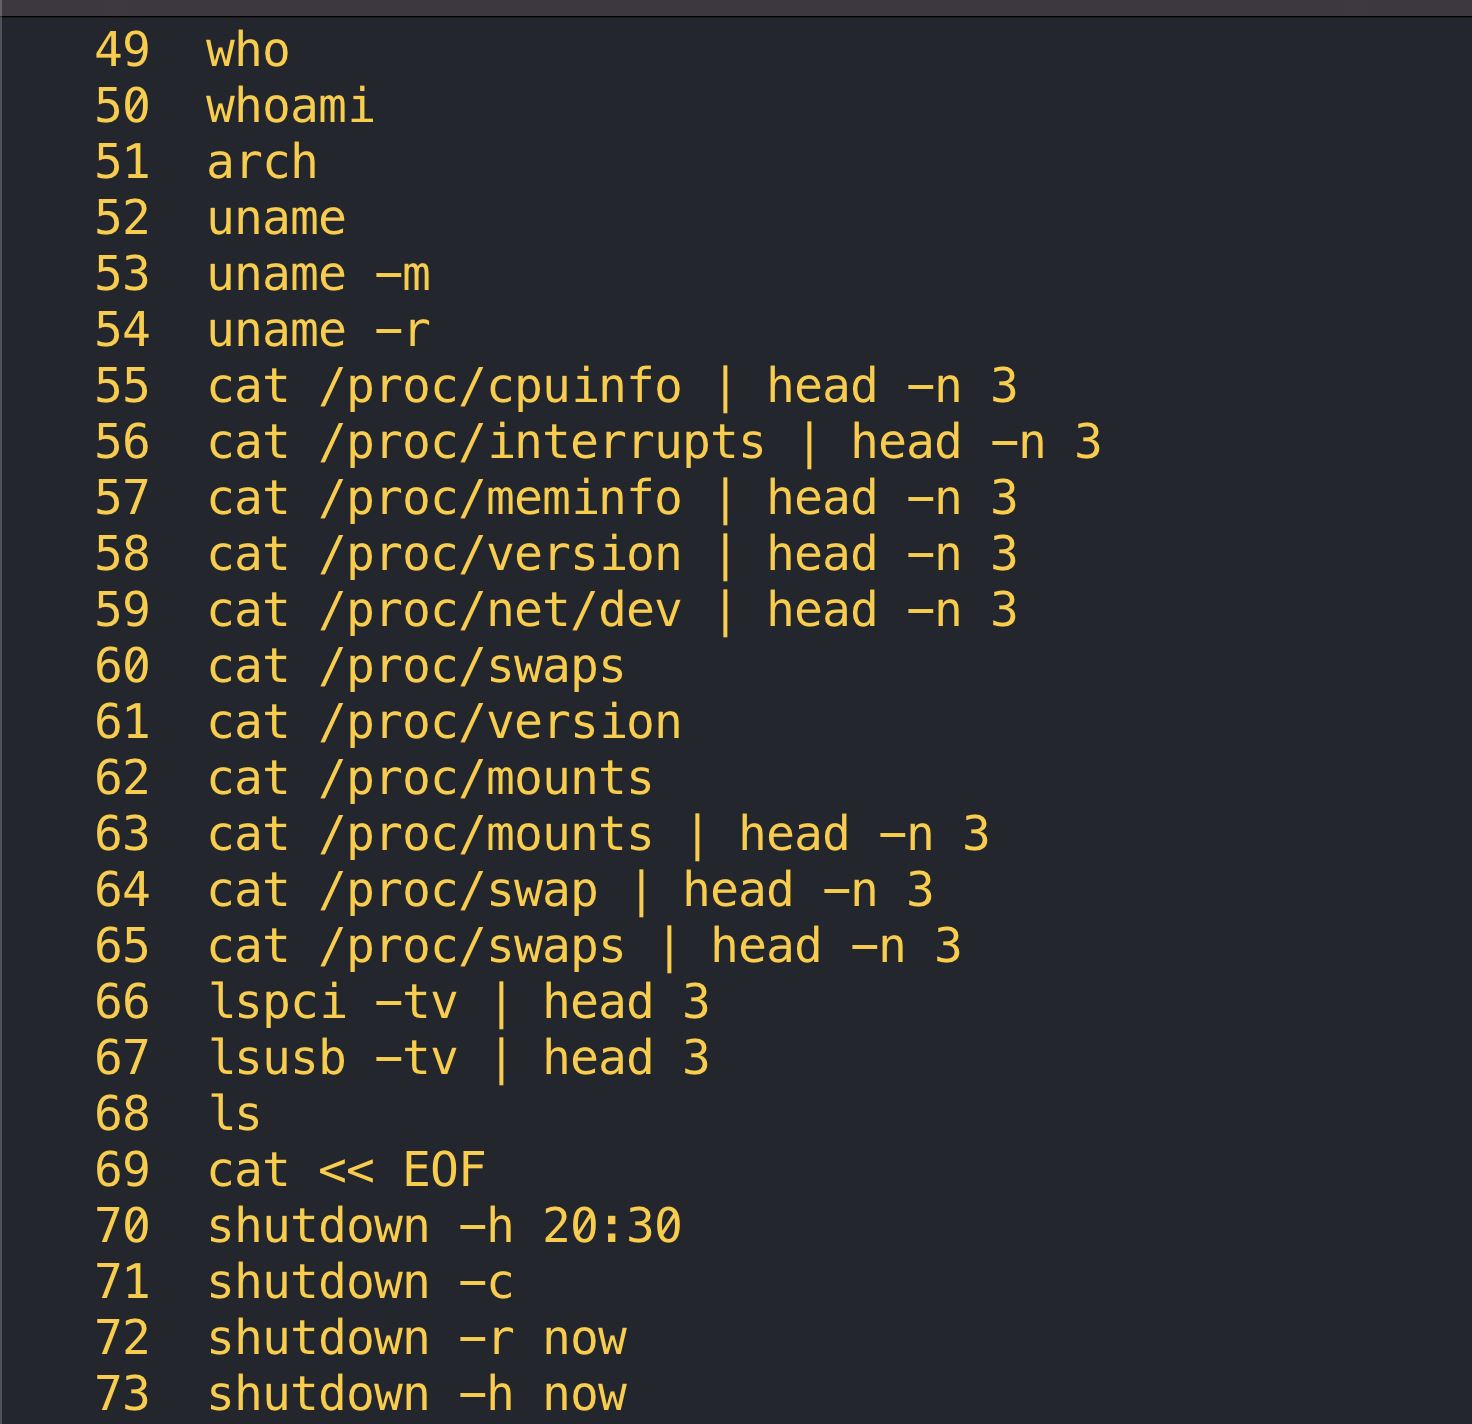 49 who
50 whoami
51 arch
52 uname
53 uname -m
54 uname -r
55 cat /proc/cpuinfo | head -n 3
56 cat /proc/interrupts | head -n 3
57 cat /proc/meminfo | head -n 3
58 cat /proc/version | head -n 3
59 cat /proc/net/dev | head -n 3
60 cat /proc/swaps
61 cat /proc/version
62 cat /proc/mounts
63 cat /proc/mounts | head -n 3
64 cat /proc/swap | head -n 3
65 cat /proc/swaps | head -n 3
66 lspci -tv | head 3
67 lsusb -tv | head 3
68 ls
69 cat << EOF
70 shutdown -h 20:30
71 shutdown -c
72 shutdown -r now
73 shutdown -h now